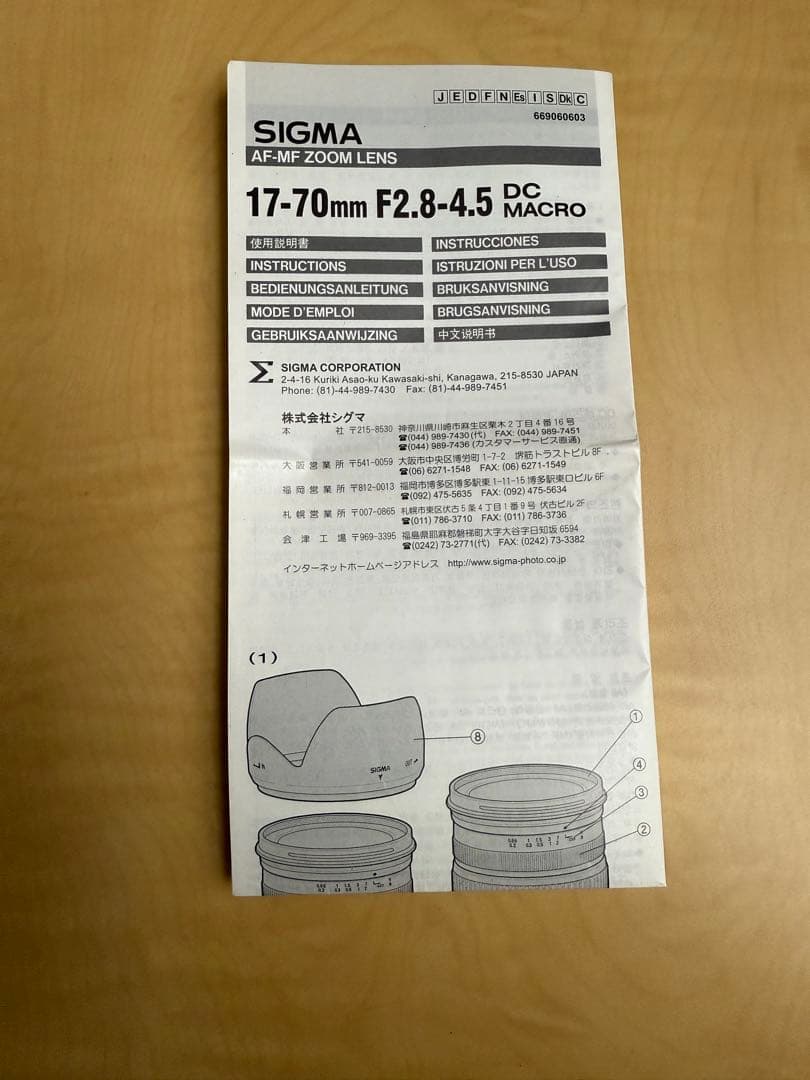 J E D F N Es I S Dk C
669060603
SIGMA
AF-MF ZOOM LENS
17-70mm F2.8-4.5 DC MACRO
使用説明書
INSTRUCTIONS
BEDIENUNGSANLEITUNG
MODE D'EMPLOI
GEBRUIKSAANWIJZING
INSTRUCCIONES
ISTRUZIONI PER L'USO
BRUKSANVISNING
BRUGSANVISNING
中文说明书
Σ SIGMA CORPORATION
2-4-16 Kuriki Asao-ku Kawasaki-shi, Kanagawa, 215-8530 JAPAN
Phone: (81)-44-989-7430 Fax: (81)-44-989-7451
株式会社シグマ
本 社 〒215-8530 神奈川県川崎市麻生区栗木2丁目4番16号
☎(044) 989-7430(代) FAX: (044) 989-7451
☎(044) 989-7436 (カスタマーサービス直通)
大阪営業所 〒541-0059 大阪市中央区博労町1-7-2 堺筋トラストビル8F
☎(06) 6271-1548 FAX: (06) 6271-1549
福岡営業所 〒812-0013 福岡市博多区博多駅東1-11-15 博多駅東口ビル6F
☎(092) 475-5635 FAX: (092) 475-5634
札幌営業所 〒007-0865 札幌市東区伏古5条4丁目1番9号 伏古ビル2F
☎(011) 786-3710 FAX: (011) 786-3736
会津工場 〒969-3395 福島県耶麻郡磐梯町大字大谷字日知坂6594
☎(0242) 73-2771(代) FAX: (0242) 73-3382
インターネットホームページアドレス http://www.sigma-photo.co.jp
(1)
⑧
SIGMA
OUT
①
④
③
②